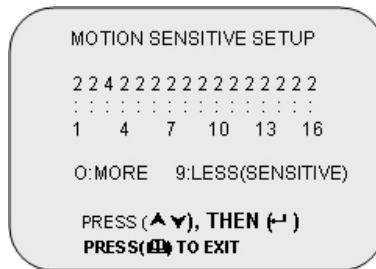 MOTION SENSITIVE SETUP
2 2 4 2 2 2 2 2 2 2 2 2 2 2 2 2
: : : : : : : : : : : : : : : :
1 4 7 10 13 16
O:MORE 9:LESS(SENSITIVE)
PRESS (⮝⮟), THEN (↵)
PRESS(🕮) TO EXIT